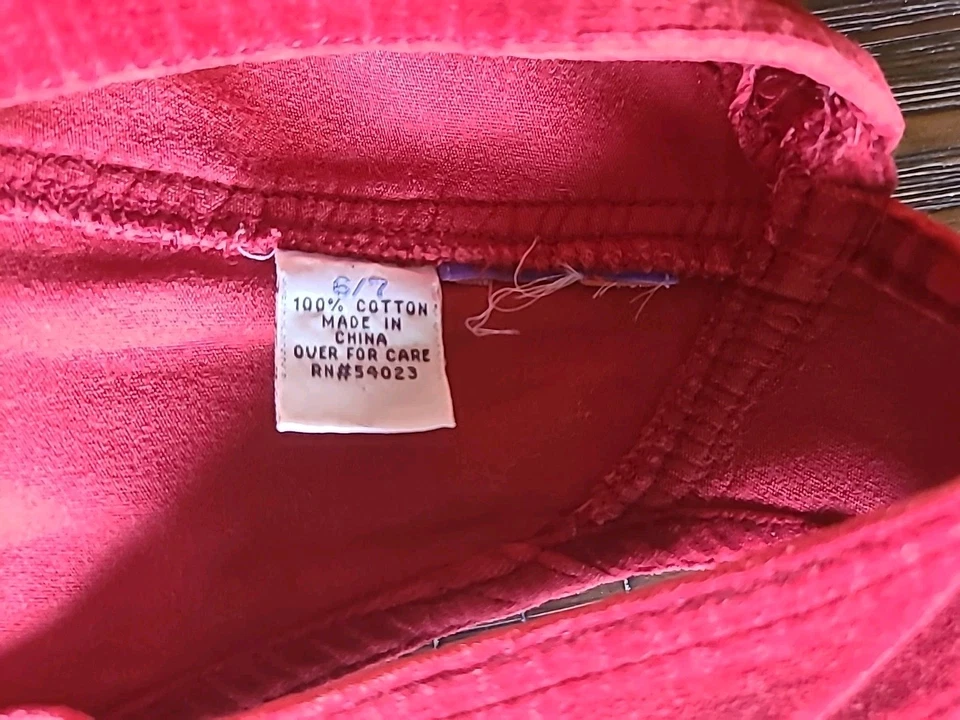 6/7
100% COTTON
MADE IN
CHINA
OVER FOR CARE
RN#54023